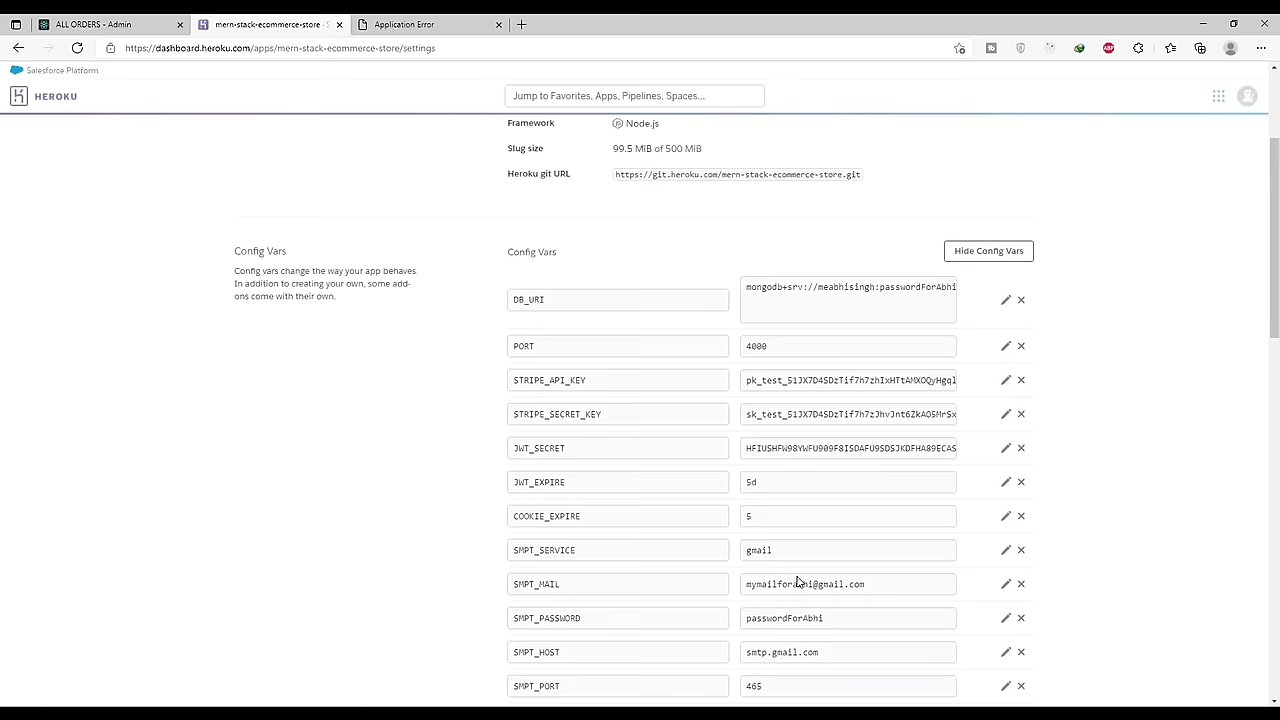 ALL ORDERS - Admin
mern-stack-ecommerce-store - S
Application Error
https://dashboard.heroku.com/apps/mern-stack-ecommerce-store/settings
Salesforce Platform
HEROKU
Jump to Favorites, Apps, Pipelines, Spaces...
Framework
Node.js
Slug size
99.5 MiB of 500 MiB
Heroku git URL
https://git.heroku.com/mern-stack-ecommerce-store.git
Config Vars
Config vars change the way your app behaves.
In addition to creating your own, some add-
ons come with their own.
Config Vars
Hide Config Vars
DB_URI
mongodb+srv://meabhisingh:passwordForAbhi
PORT
4000
STRIPE_API_KEY
pk_test_51JX7D4SDzTif7h7zhIxHTtAMXOQyHgql
STRIPE_SECRET_KEY
sk_test_51JX7D4SDzTif7h7zJhvJnt6ZkAO5MrSx
JWT_SECRET
HFIUSHFW98YWFU909F8ISDAFU9SDSJKDFHA89ECAS
JWT_EXPIRE
5d
COOKIE_EXPIRE
5
SMPT_SERVICE
gmail
SMPT_MAIL
mymailforabhi@gmail.com
SMPT_PASSWORD
passwordForAbhi
SMPT_HOST
smtp.gmail.com
SMPT_PORT
465